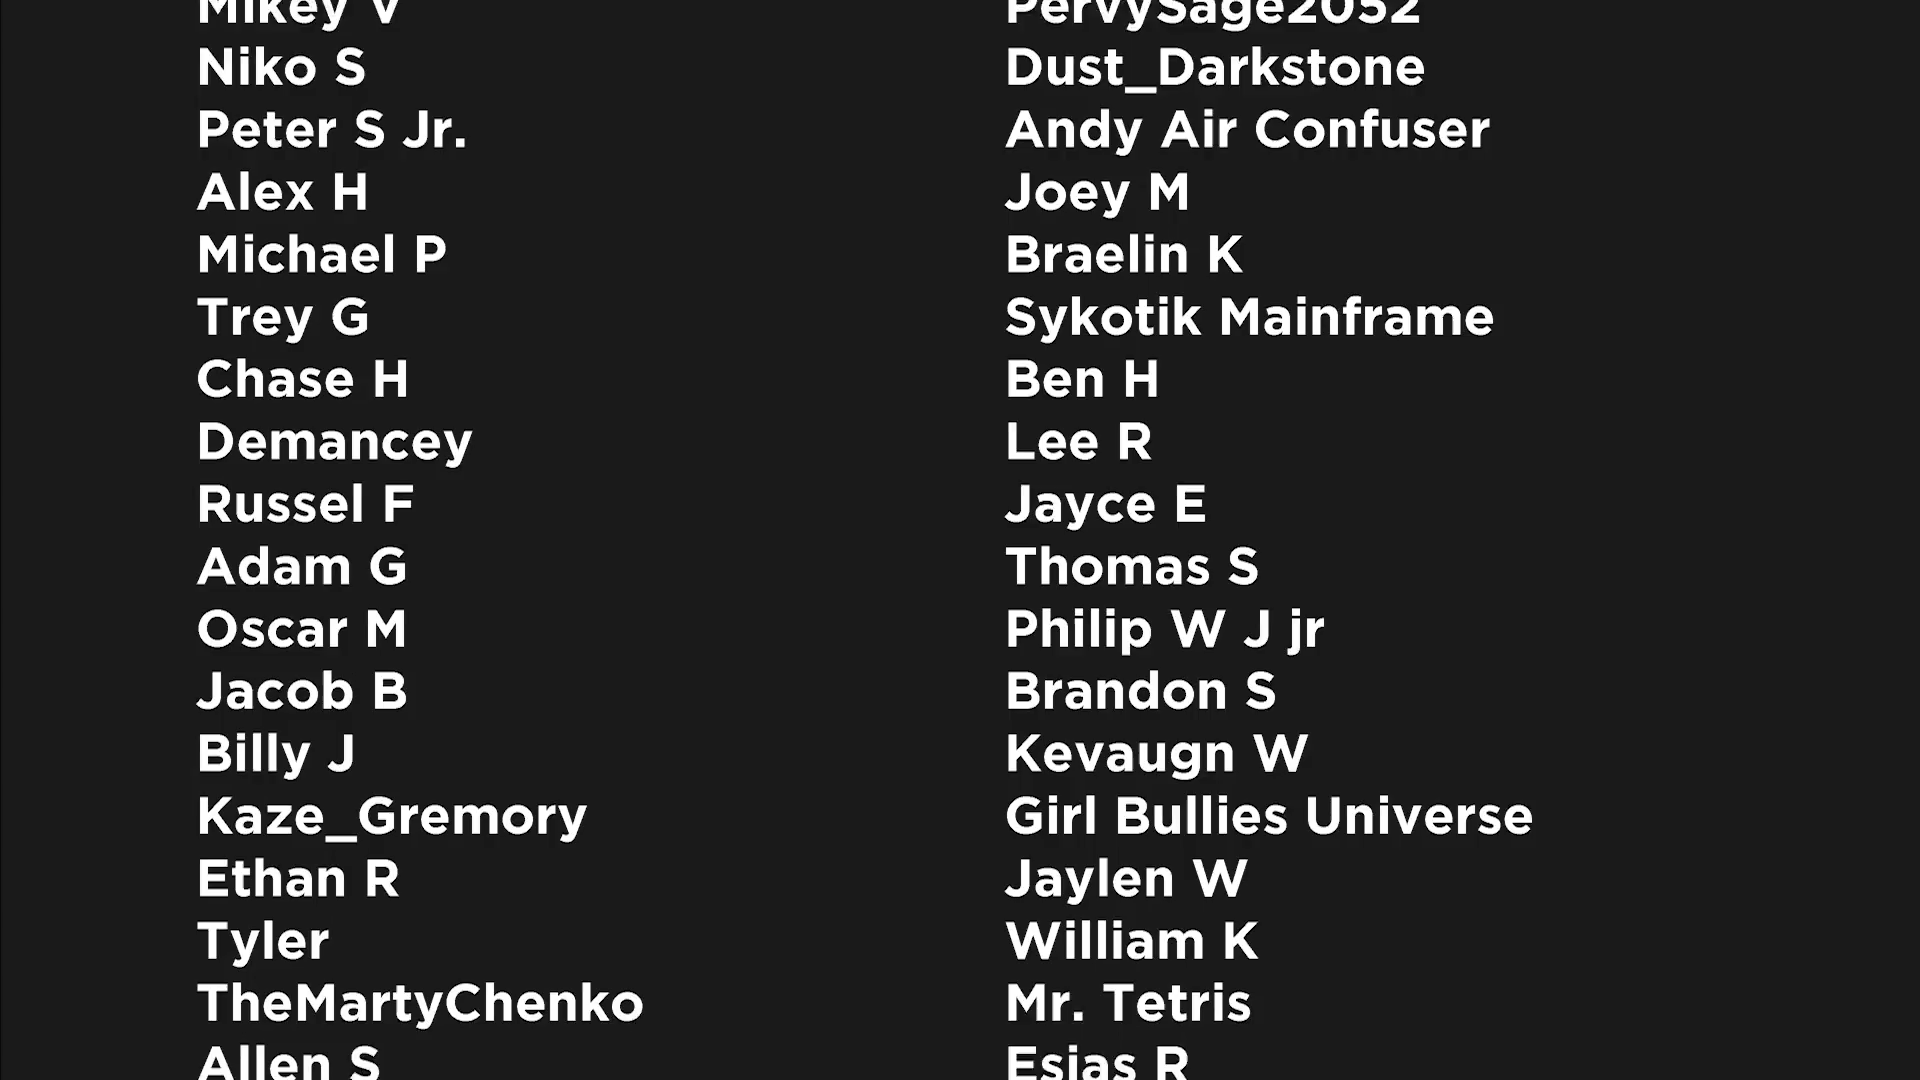 Mikey V
Niko S
Peter S Jr.
Alex H
Michael P
Trey G
Chase H
Demancey
Russel F
Adam G
Oscar M
Jacob B
Billy J
Kaze_Gremory
Ethan R
Tyler
TheMartyChenko
Allen S
PervySage2052
Dust_Darkstone
Andy Air Confuser
Joey M
Braelin K
Sykotik Mainframe
Ben H
Lee R
Jayce E
Thomas S
Philip W J jr
Brandon S
Kevaugn W
Girl Bullies Universe
Jaylen W
William K
Mr. Tetris
Esias R